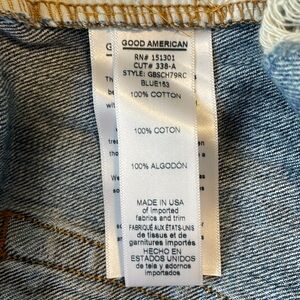 GOOD AMERICAN
RN# 151301
CUT# 338-A
STYLE: GBSCH79RC
BLUE163
100% COTTON
100% COTON
100% ALGODÓN
MADE IN USA
of imported
fabrics and trim
FABRIQUÉ AUX ÉTATS-UNIS
de tissus et de
garnitures importés
HECHO EN
ESTADOS UNIDOS
de tela y adornos
importados